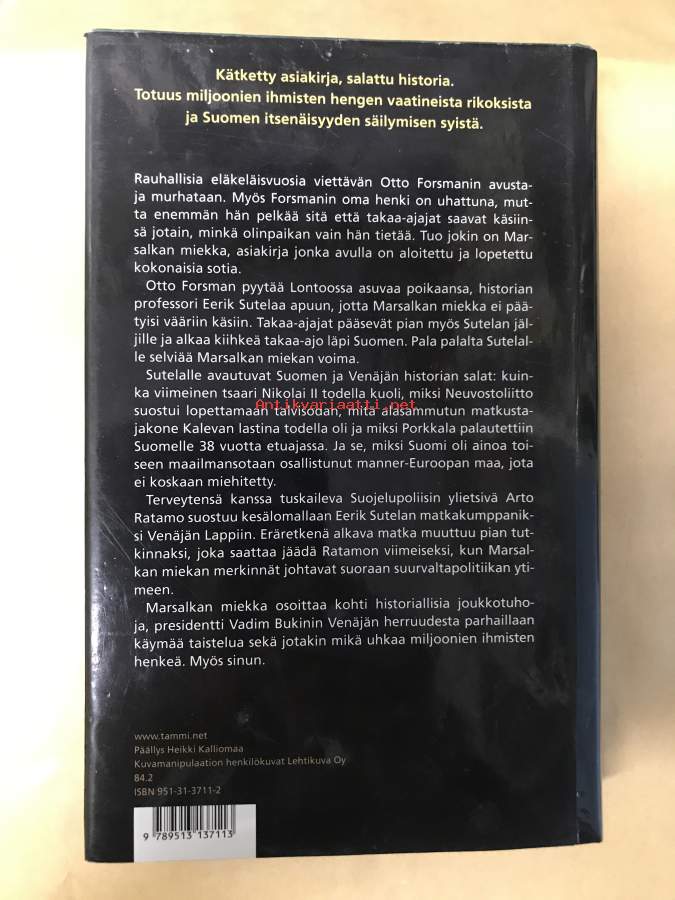 Kätketty asiakirja, salattu historia.
Totuus miljoonien ihmisten hengen vaatineista rikoksista
ja Suomen itsenäisyyden säilymisen syistä.
Rauhallisia eläkeläisvuosia viettävän Otto Forsmanin avusta-
ja murhataan. Myös Forsmanin oma henki on uhattuna, mut-
ta enemmän hän pelkää sitä että takaa-ajajat saavat käsiin-
sä jotain, minkä olinpaikan vain hän tietää. Tuo jokin on Mar-
salkan miekka, asiakirja jonka avulla on aloitettu ja lopetettu
kokonaisia sotia.
Otto Forsman pyytää Lontoossa asuvaa poikaansa, historian
professori Eerik Sutelaa apuun, jotta Marsalkan miekka ei pää-
tyisi vääriin käsiin. Takaa-ajajat pääsevät pian myös Sutelan jäl-
jille ja alkaa kiihkeä takaa-ajo läpi Suomen. Pala palalta Sutelal-
le selviää Marsalkan miekan voima.
Sutelalle avautuvat Suomen ja Venäjän historian salat: kuin-
ka viimeinen tsaari Nikolai II todella kuoli, miksi Neuvostoliitto
suostui lopettamaan talvisodan, mitä alasammutun matkusta-
Antikvariaatti.net
jakone Kalevan lastina todella oli ja miksi Porkkala palautettiin
Suomelle 38 vuotta etuajassa. Ja se, miksi Suomi oli ainoa toi-
seen maailmansotaan osallistunut manner-Euroopan maa, jota
ei koskaan miehitetty.
Terveytensä kanssa tuskaileva Suojelupoliisin ylietsivä Arto
Ratamo suostuu kesälomallaan Eerik Sutelan matkakumppanik-
si Venäjän Lappiin. Eräretkenä alkava matka muuttuu pian tut-
kinnaksi, joka saattaa jäädä Ratamon viimeiseksi, kun Marsal-
kan miekan merkinnät johtavat suoraan suurvaltapolitiikan yti-
meen.
Marsalkan miekka osoittaa kohti historiallisia joukkotuho-
ja, presidentti Vadim Bukinin Venäjän herruudesta parhaillaan
käymää taistelua sekä jotakin mikä uhkaa miljoonien ihmisten
henkeä. Myös sinun.
www.tammi.net
Päällys Heikki Kalliomaa
Kuvamanipulaation henkilökuvat Lehtikuva Oy
84.2
ISBN 951-31-3711-2
9 789513 137113